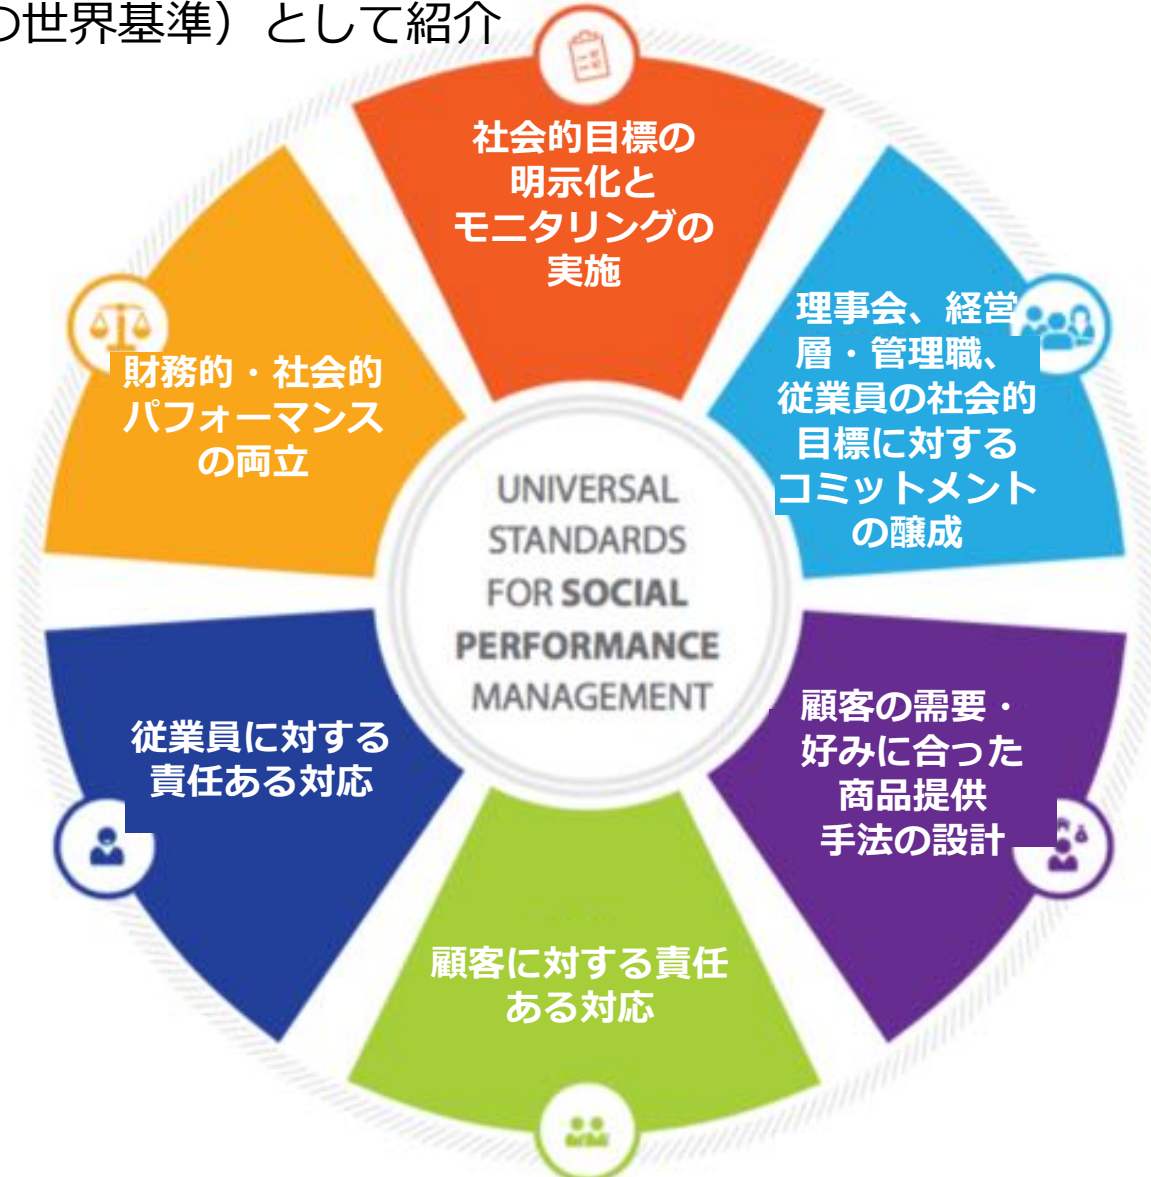 の世界基準）として紹介
社会的目標の
明示化と
モニタリングの
実施
理事会、経営
層・管理職、
従業員の社会的
目標に対する
コミットメント
の醸成
顧客の需要・
好みに合った
商品提供
手法の設計
顧客に対する責任
ある対応
従業員に対する
責任ある対応
財務的・社会的
パフォーマンス
の両立
UNIVERSAL
STANDARDS
FOR SOCIAL
PERFORMANCE
MANAGEMENT